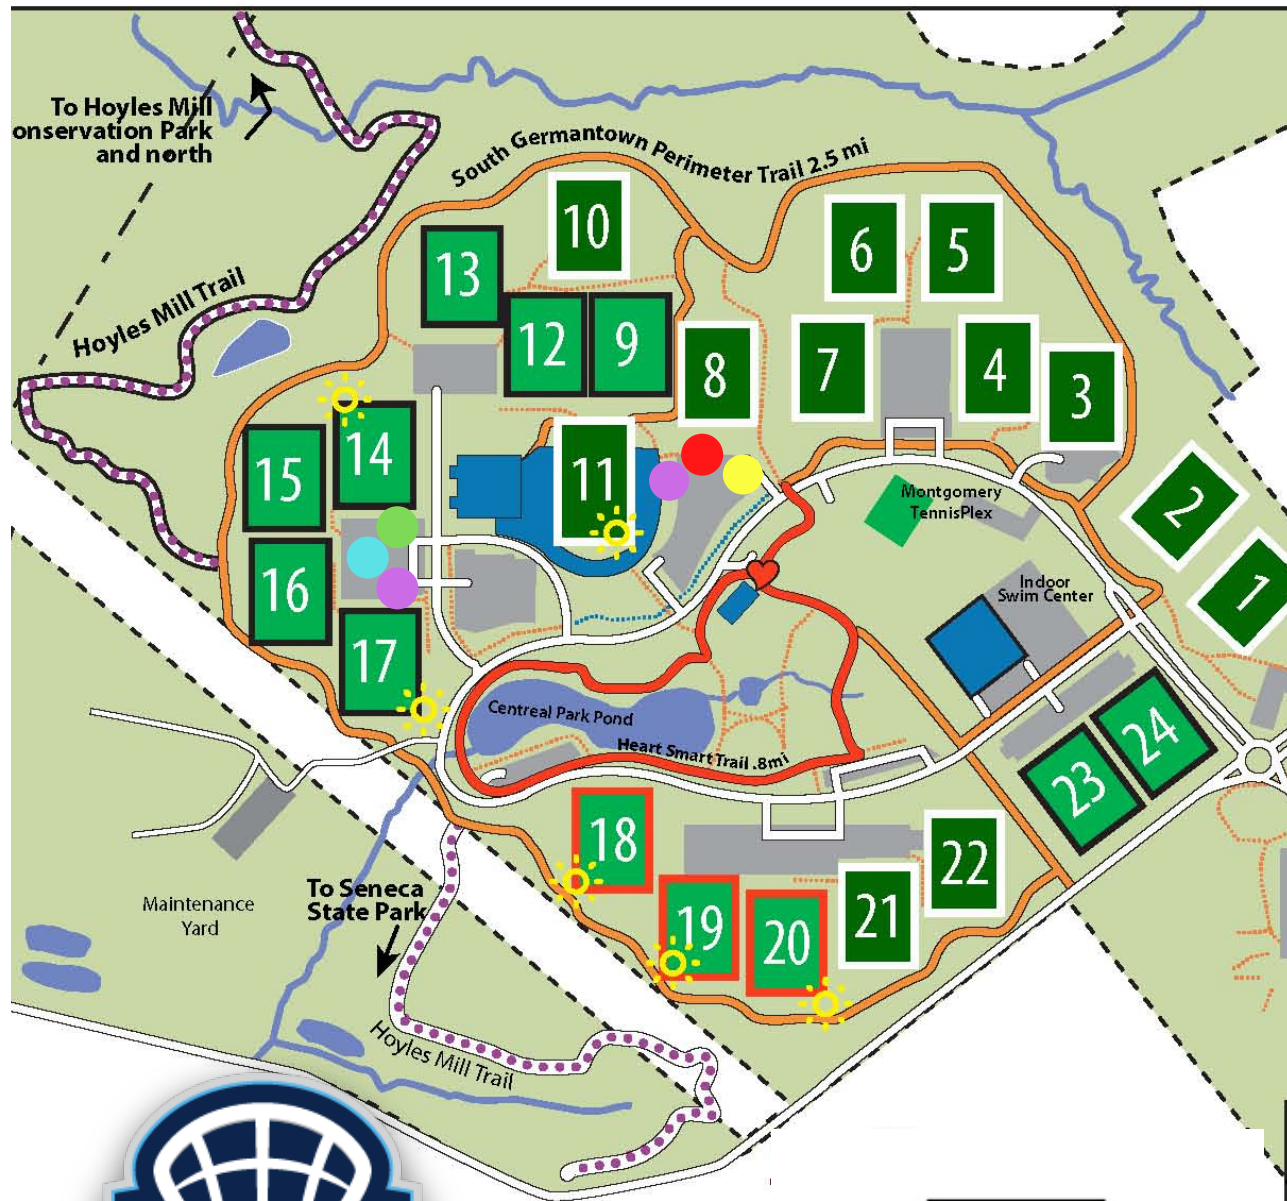 To Hoyles Mill
onservation Park
and north
South Germantown Perimeter Trail 2.5 mi
Hoyles Mill Trail
10
6
5
13
12
9
8
7
4
3
14
11
15
2
Montgomery
TennisPlex
16
Indoor
Swim Center
1
17
Centreal Park Pond
Heart Smart Trail .8mi
24
23
18
22
To Seneca
State Park
Maintenance
Yard
19
20
21
Hoyles Mill Trail